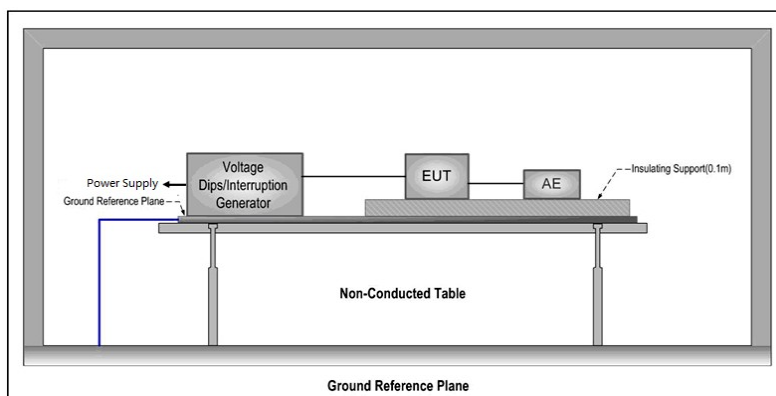 Voltage
Dips/Interruption
Generator
EUT
AE
Insulating Support(0.1m)
Power Supply
Ground Reference Plane
Non-Conducted Table
Ground Reference Plane